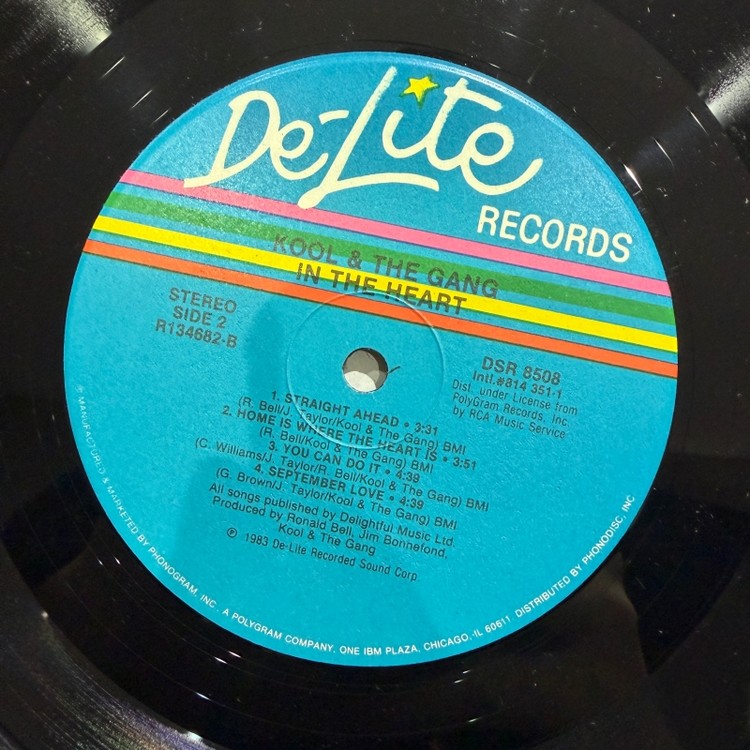 De-Lite
RECORDS
KOOL & THE GANG
IN THE HEART
STEREO
SIDE 2
R134682-B
DSR 8508
Intl.#814 351-1
Dist. under License from
PolyGram Records, Inc.
by RCA Music Service
1. STRAIGHT AHEAD • 3:31
(R. Bell/J. Taylor/Kool & The Gang) BMI
2. HOME IS WHERE THE HEART IS • 3:51
(R. Bell/Kool & The Gang) BMI
3. YOU CAN DO IT • 4:38
(C. Williams/J. Taylor/R. Bell/Kool & The Gang) BMI
4. SEPTEMBER LOVE • 4:39
(G. Brown/J. Taylor/Kool & The Gang) BMI
All songs published by Delightful Music Ltd.
Produced by Ronald Bell, Jim Bonnefond,
Kool & The Gang
℗ 1983 De-Lite Recorded Sound Corp.
MANUFACTURED & MARKETED BY PHONOGRAM, INC. A POLYGRAM COMPANY, ONE IBM PLAZA, CHICAGO, IL 60611 DISTRIBUTED BY PHONODISC, INC